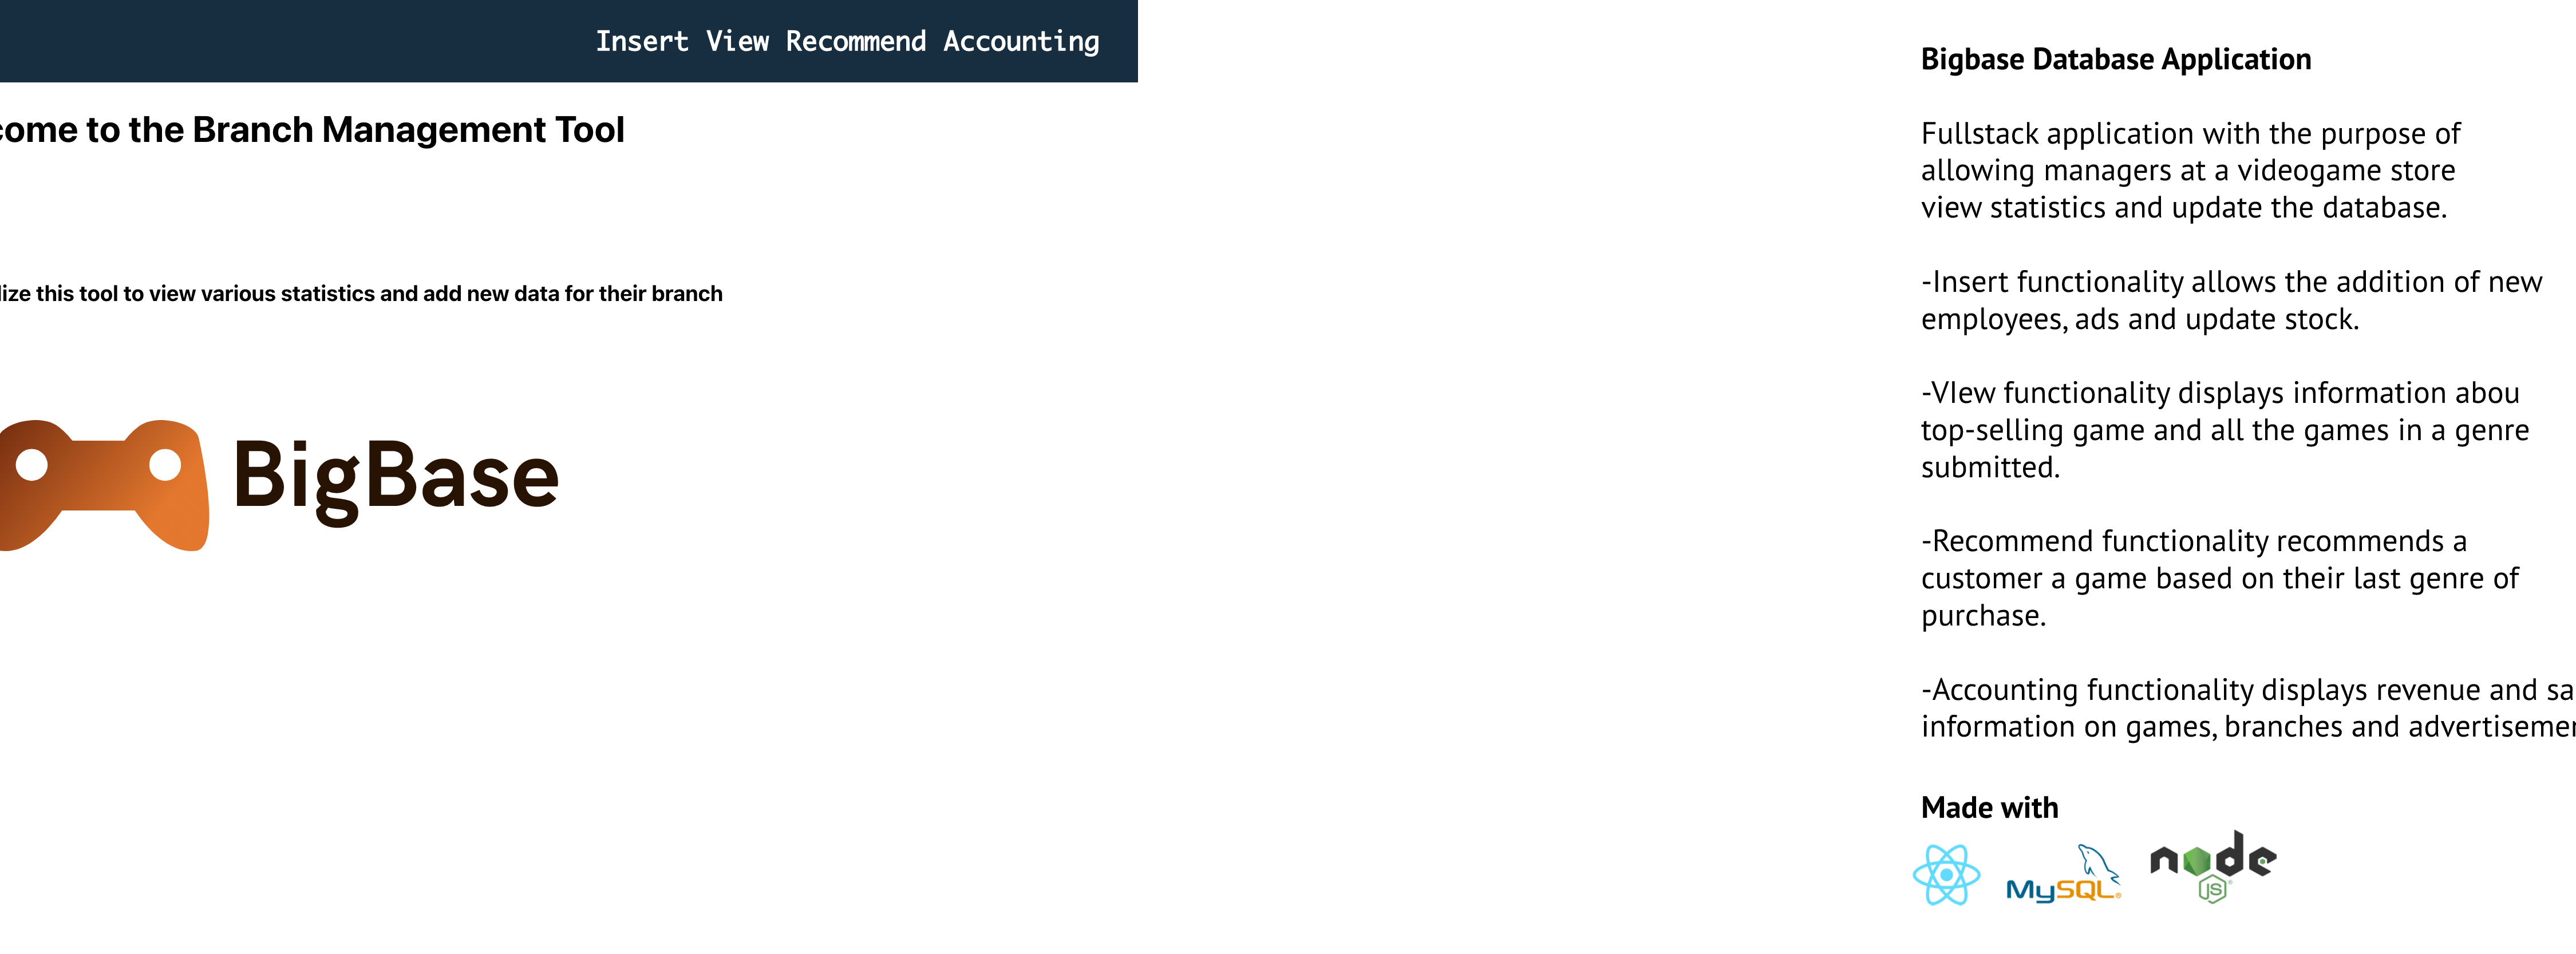 Insert View Recommend Accounting
come to the Branch Management Tool
lize this tool to view various statistics and add new data for their branch
BigBase
Bigbase Database Application
Fullstack application with the purpose of
allowing managers at a videogame store
view statistics and update the database.
-Insert functionality allows the addition of new
employees, ads and update stock.
-VIew functionality displays information abou
top-selling game and all the games in a genre
submitted.
-Recommend functionality recommends a
customer a game based on their last genre of
purchase.
-Accounting functionality displays revenue and sa
information on games, branches and advertisemen
Made with
MySQL®
node
JS®